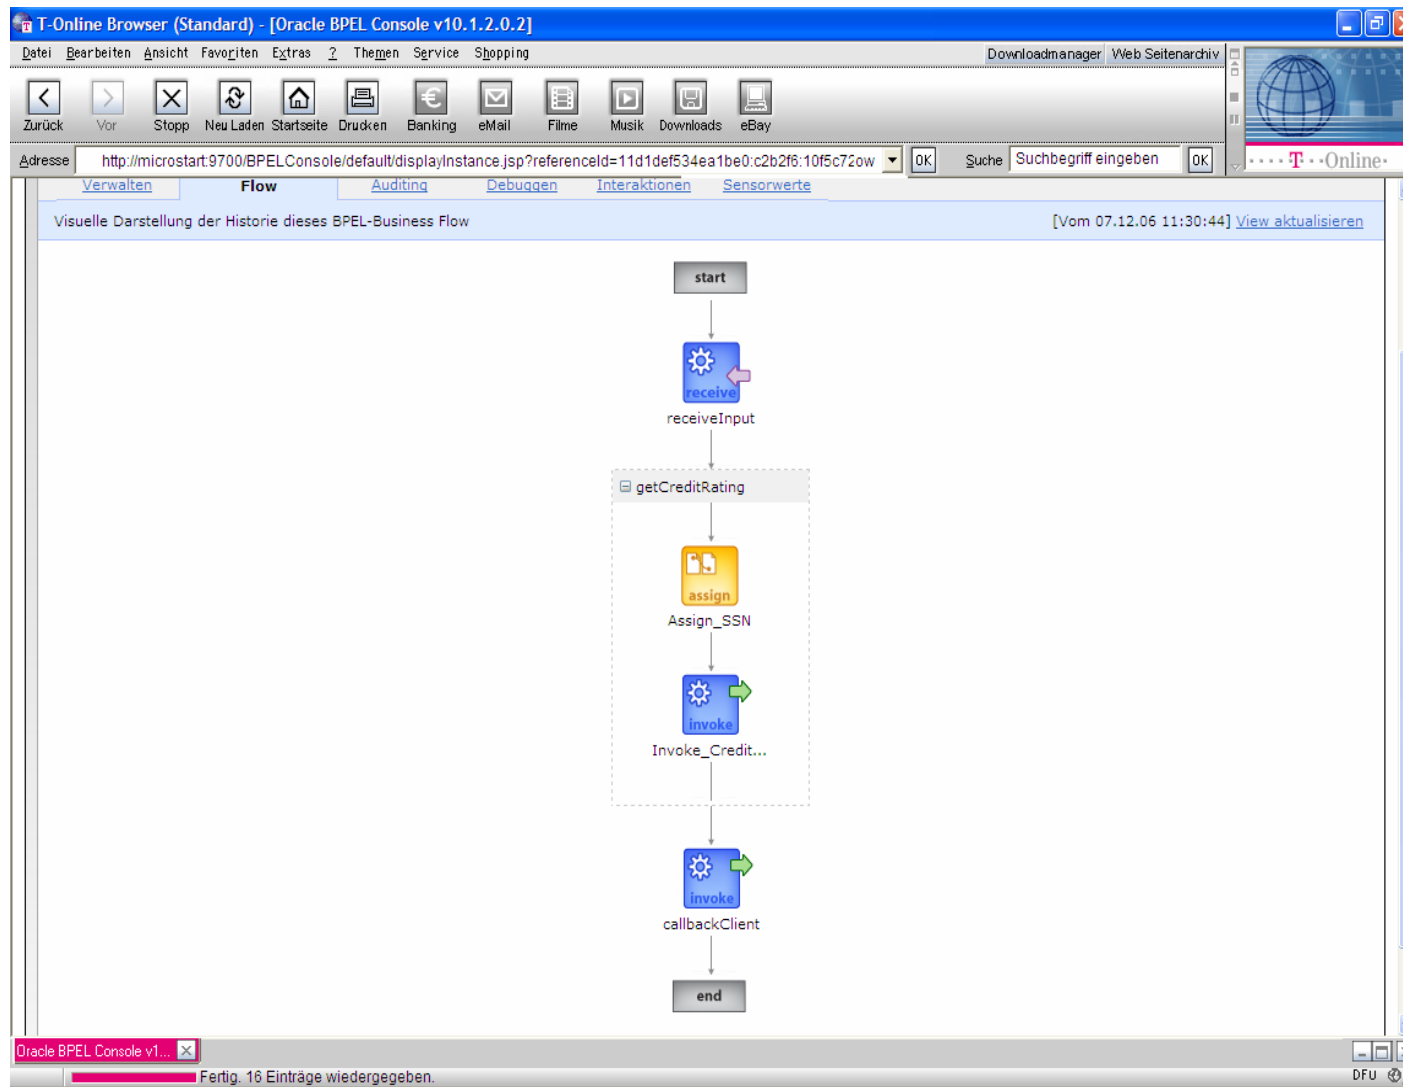 T-Online Browser (Standard) - [Oracle BPEL Console v10.1.2.0.2]
Datei Bearbeiten Ansicht Favoriten Extras ? Themen Service Shopping Downloadmanager Web Seitenarchiv
Zurück Vor Stopp Neu Laden Startseite Drucken Banking eMail Filme Musik Downloads eBay
Adresse http://microstart:9700/BPELConsole/default/displayInstance.jsp?referenceId=11d1def534ea1be0:c2b2f6:10f5c72ow OK Suche Suchbegriff eingeben OK ····T··Online·
Verwalten Flow Auditing Debuggen Interaktionen Sensorwerte
Visuelle Darstellung der Historie dieses BPEL-Business Flow [Vom 07.12.06 11:30:44] View aktualisieren
start
receive
receiveInput
getCreditRating
assign
Assign_SSN
invoke
Invoke_Credit...
invoke
callbackClient
end
Oracle BPEL Console v1...
Fertig. 16 Einträge wiedergegeben. DFU